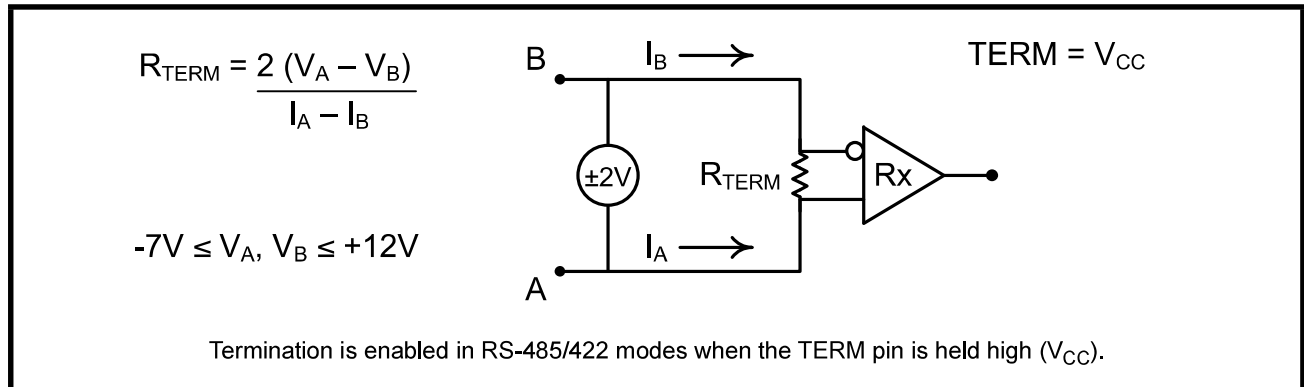 R_TERM = 2 (V_A – V_B)
I_A – I_B
B
I_B
TERM = V_CC
±2V
R_TERM
Rx
-7V ≤ V_A, V_B ≤ +12V
I_A
A
Termination is enabled in RS-485/422 modes when the TERM pin is held high (V_CC).